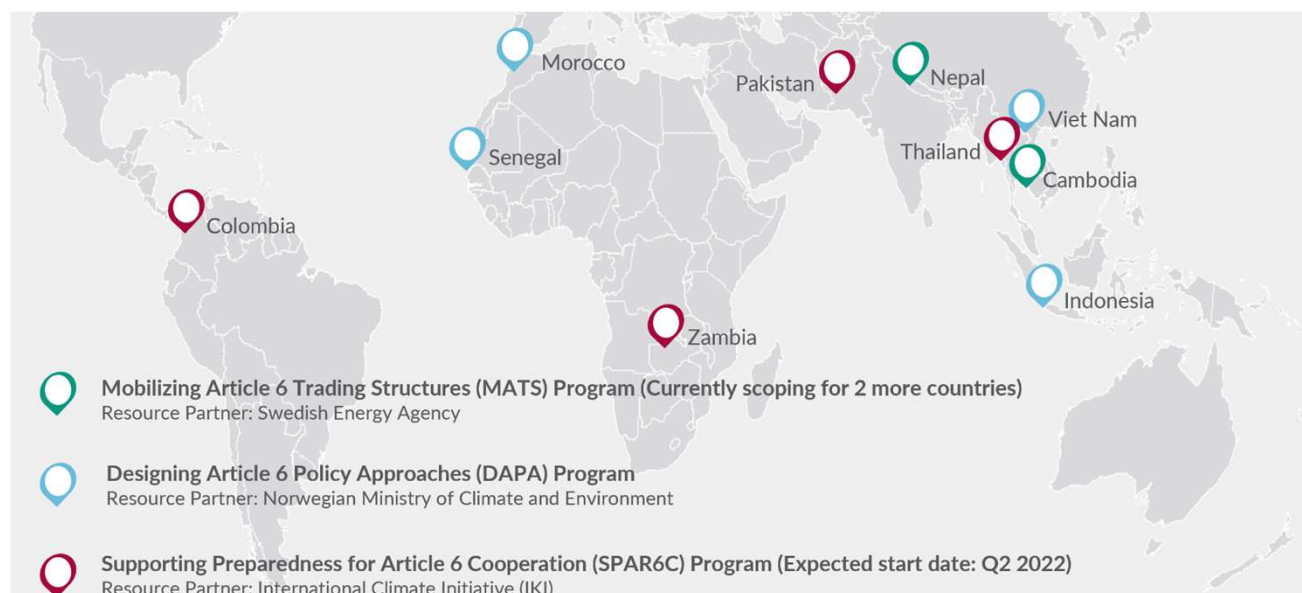 Morocco
Pakistan
Nepal
Viet Nam
Senegal
Thailand
Cambodia
Colombia
Indonesia
Zambia
Mobilizing Article 6 Trading Structures (MATS) Program (Currently scoping for 2 more countries)
Resource Partner: Swedish Energy Agency
Designing Article 6 Policy Approaches (DAPA) Program
Resource Partner: Norwegian Ministry of Climate and Environment
Supporting Preparedness for Article 6 Cooperation (SPAR6C) Program (Expected start date: Q2 2022)
Resource Partner: International Climate Initiative (IKI)